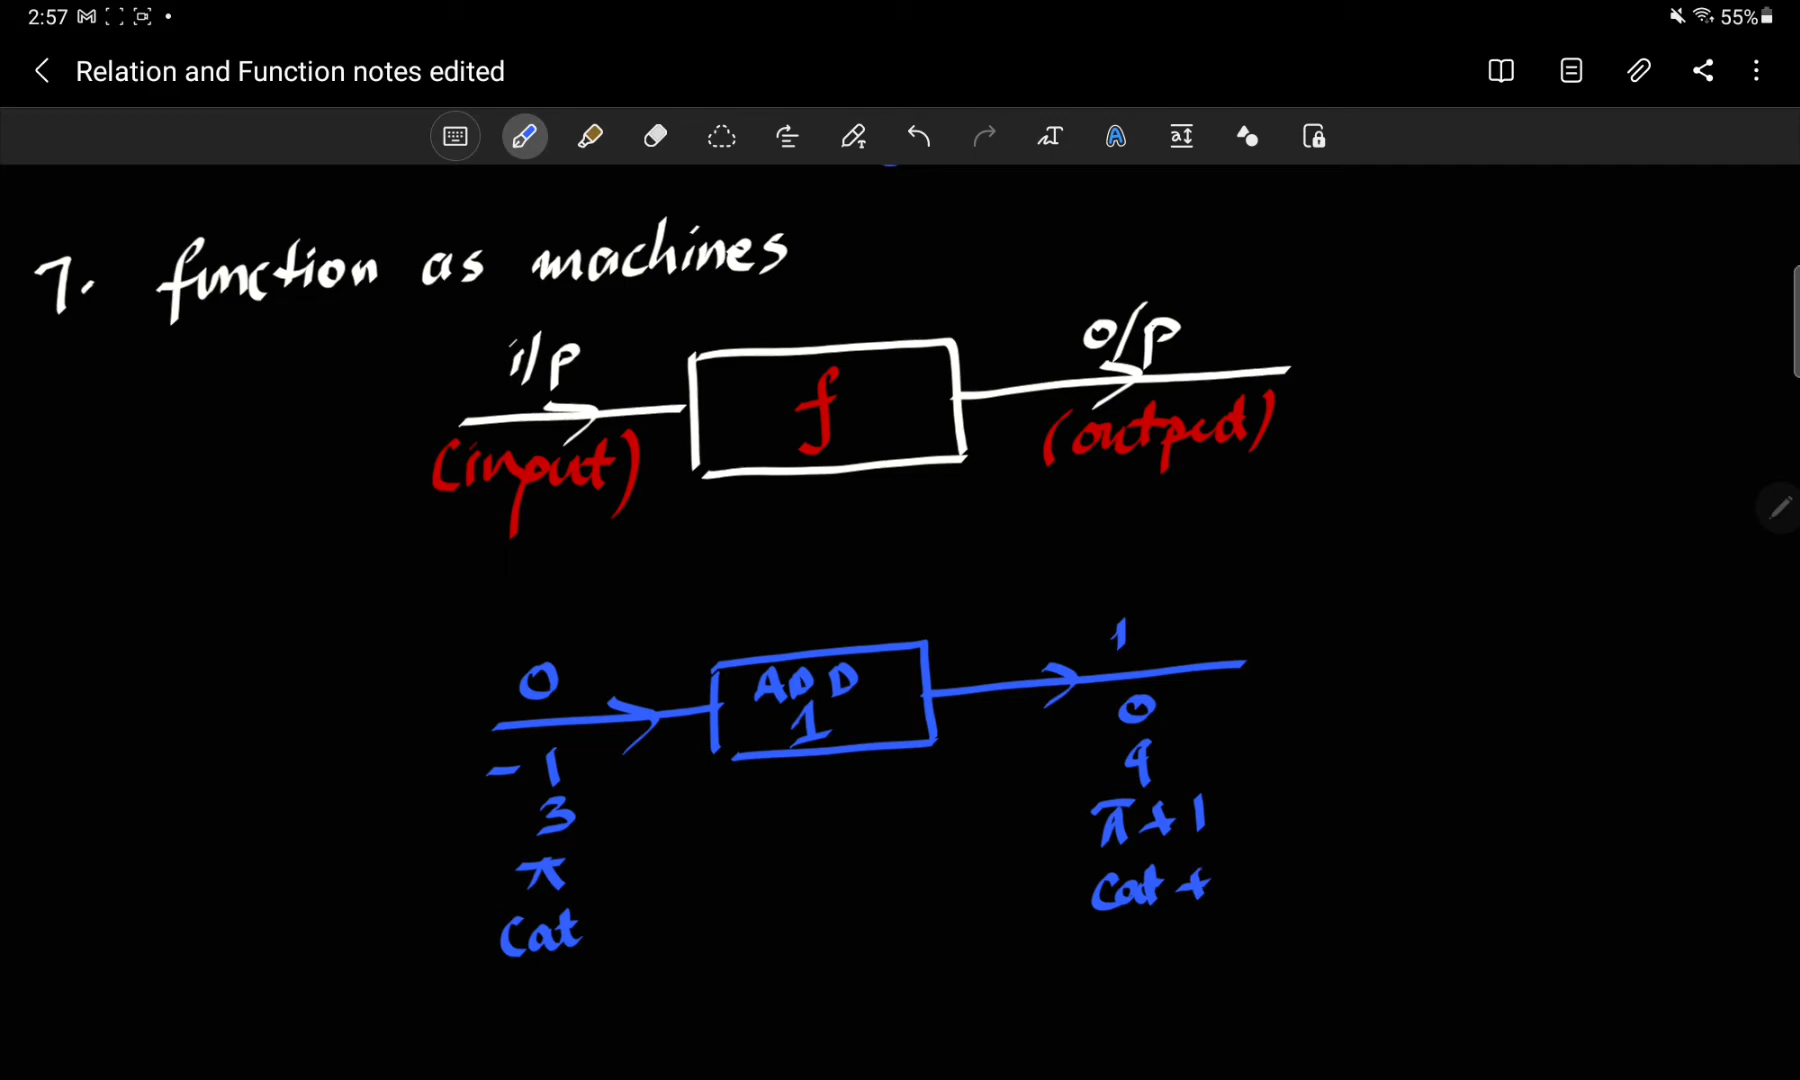 2:57
55%
Relation and Function notes edited
7. function as machines
i/p
o/p
f
(input)
(output)
0
ADD
1
1
-1
0
3
4
π
π+1
Cat
Cat +